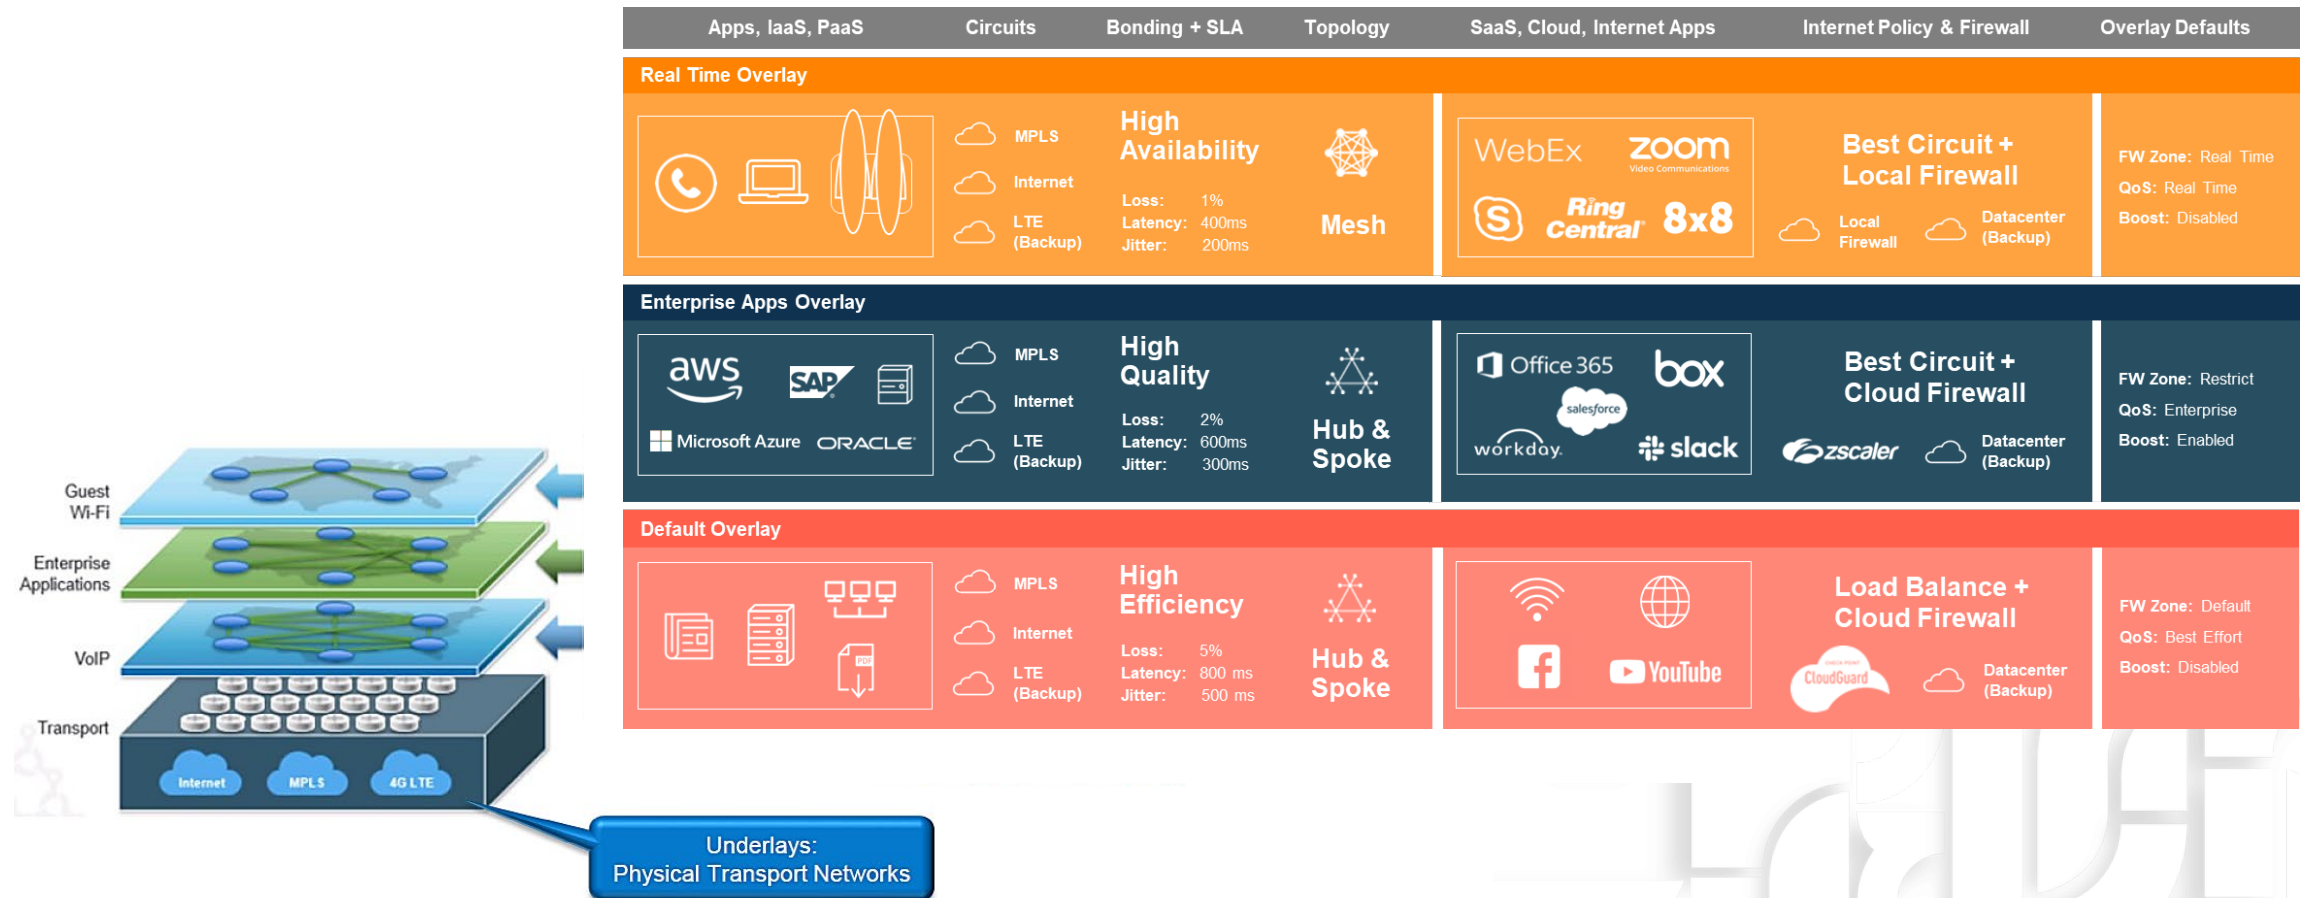 Apps, IaaS, PaaS
Circuits
Bonding + SLA
Topology
SaaS, Cloud, Internet Apps
Internet Policy & Firewall
Overlay Defaults
Real Time Overlay
MPLS
Internet
LTE
(Backup)
High
Availability
Loss: 1%
Latency: 400ms
Jitter: 200ms
Mesh
WebEx
zoom
Video Communications
S
Ring
Central
8x8
Best Circuit +
Local Firewall
Local
Firewall
Datacenter
(Backup)
FW Zone: Real Time
QoS: Real Time
Boost: Disabled
Enterprise Apps Overlay
aws
SAP
Microsoft Azure
ORACLE
MPLS
Internet
LTE
(Backup)
High
Quality
Loss: 2%
Latency: 600ms
Jitter: 300ms
Hub &
Spoke
Office 365
box
salesforce
workday.
slack
Best Circuit +
Cloud Firewall
zscaler
Datacenter
(Backup)
FW Zone: Restrict
QoS: Enterprise
Boost: Enabled
Default Overlay
PDF
MPLS
Internet
LTE
(Backup)
High
Efficiency
Loss: 5%
Latency: 800 ms
Jitter: 500 ms
Hub &
Spoke
f
YouTube
Load Balance +
Cloud Firewall
CHECK POINT
CloudGuard
Datacenter
(Backup)
FW Zone: Default
QoS: Best Effort
Boost: Disabled
Guest
Wi-Fi
Enterprise
Applications
VoIP
Transport
Internet
MPLS
4G LTE
Underlays:
Physical Transport Networks